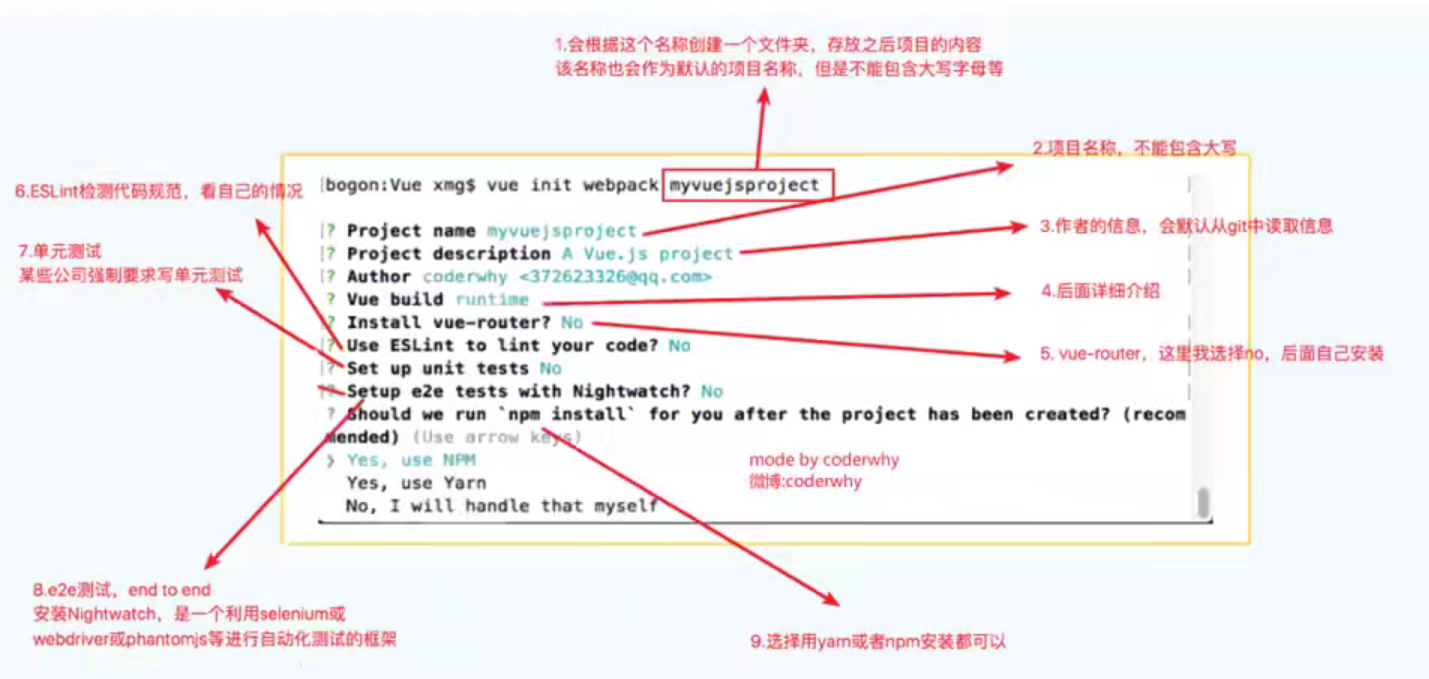 1.会根据这个名称创建一个文件夹，存放之后项目的内容
该名称也会作为默认的项目名称，但是不能包含大写字母等
2.项目名称，不能包含大写
6.ESLint检测代码规范，看自己的情况
bogon:Vue xmg$ vue init webpack myvuejsproject
3.作者的信息，会默认从git中读取信息
7.单元测试
某些公司强制要求写单元测试
? Project name myvuejsproject
? Project description A Vue.js project
? Author coderwhy <372623326@qq.com>
? Vue build runtime
4.后面详细介绍
? Install vue-router? No
? Use ESLint to lint your code? No
5. vue-router，这里我选择no，后面自己安装
? Set up unit tests No
? Setup e2e tests with Nightwatch? No
? Should we run `npm install` for you after the project has been created? (recom
mended) (Use arrow keys)
❯ Yes, use NPM
Yes, use Yarn
No, I will handle that myself
mode by coderwhy
微博:coderwhy
8.e2e测试，end to end
安装Nightwatch，是一个利用selenium或
webdriver或phantomjs等进行自动化测试的框架
9.选择用yarn或者npm安装都可以